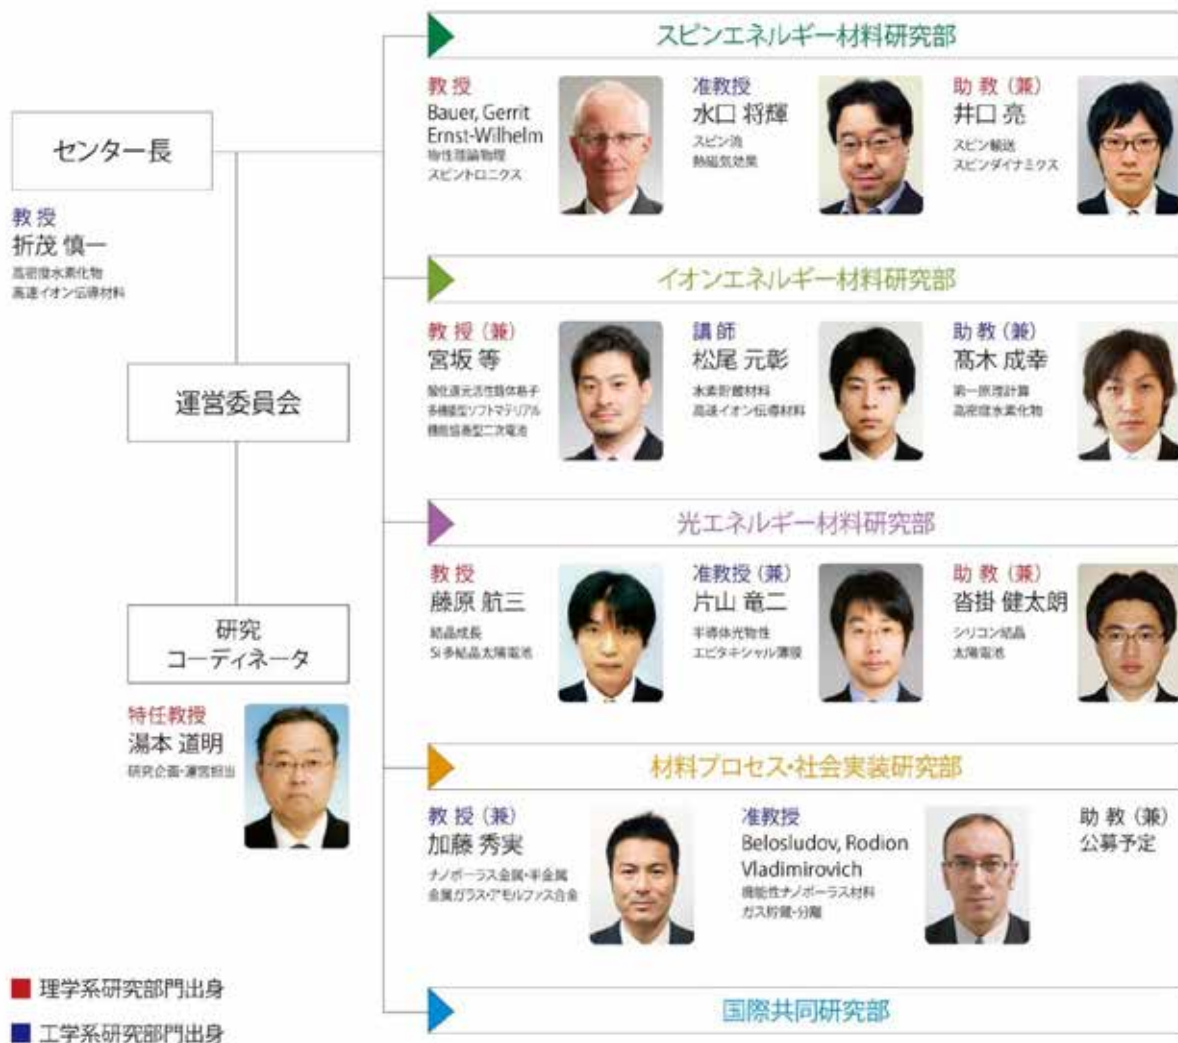 センター長
教 授
折茂 慎一
高密度水素化物
高速イオン伝導材料
運営委員会
研究
コーディネータ
特任教授
湯本 道明
研究企画・運営担当
スピンエネルギー材料研究部
教 授
Bauer, Gerrit
Ernst-Wilhelm
物性理論物理
スピントロニクス
准教授
水口 将輝
スピン流
熱磁気効果
助 教 (兼)
井口 亮
スピン輸送
スピンダイナミクス
イオンエネルギー材料研究部
教 授 (兼)
宮坂 等
酸化還元活性錯体格子
多機能型ソフトマテリアル
機能協奏型二次電池
講 師
松尾 元彰
水素貯蔵材料
高速イオン伝導材料
助 教 (兼)
髙木 成幸
第一原理計算
高密度水素化物
光エネルギー材料研究部
教 授
藤原 航三
結晶成長
Si多結晶太陽電池
准教授 (兼)
片山 竜二
半導体光物性
エピタキシャル薄膜
助 教 (兼)
沓掛 健太朗
シリコン結晶
太陽電池
材料プロセス・社会実装研究部
教 授 (兼)
加藤 秀実
ナノポーラス金属・半金属
金属ガラス・アモルファス合金
准教授
Belosludov, Rodion
Vladimirovich
機能性ナノポーラス材料
ガス貯蔵・分離
助 教 (兼)
公募予定
国際共同研究部
理学系研究部門出身
工学系研究部門出身